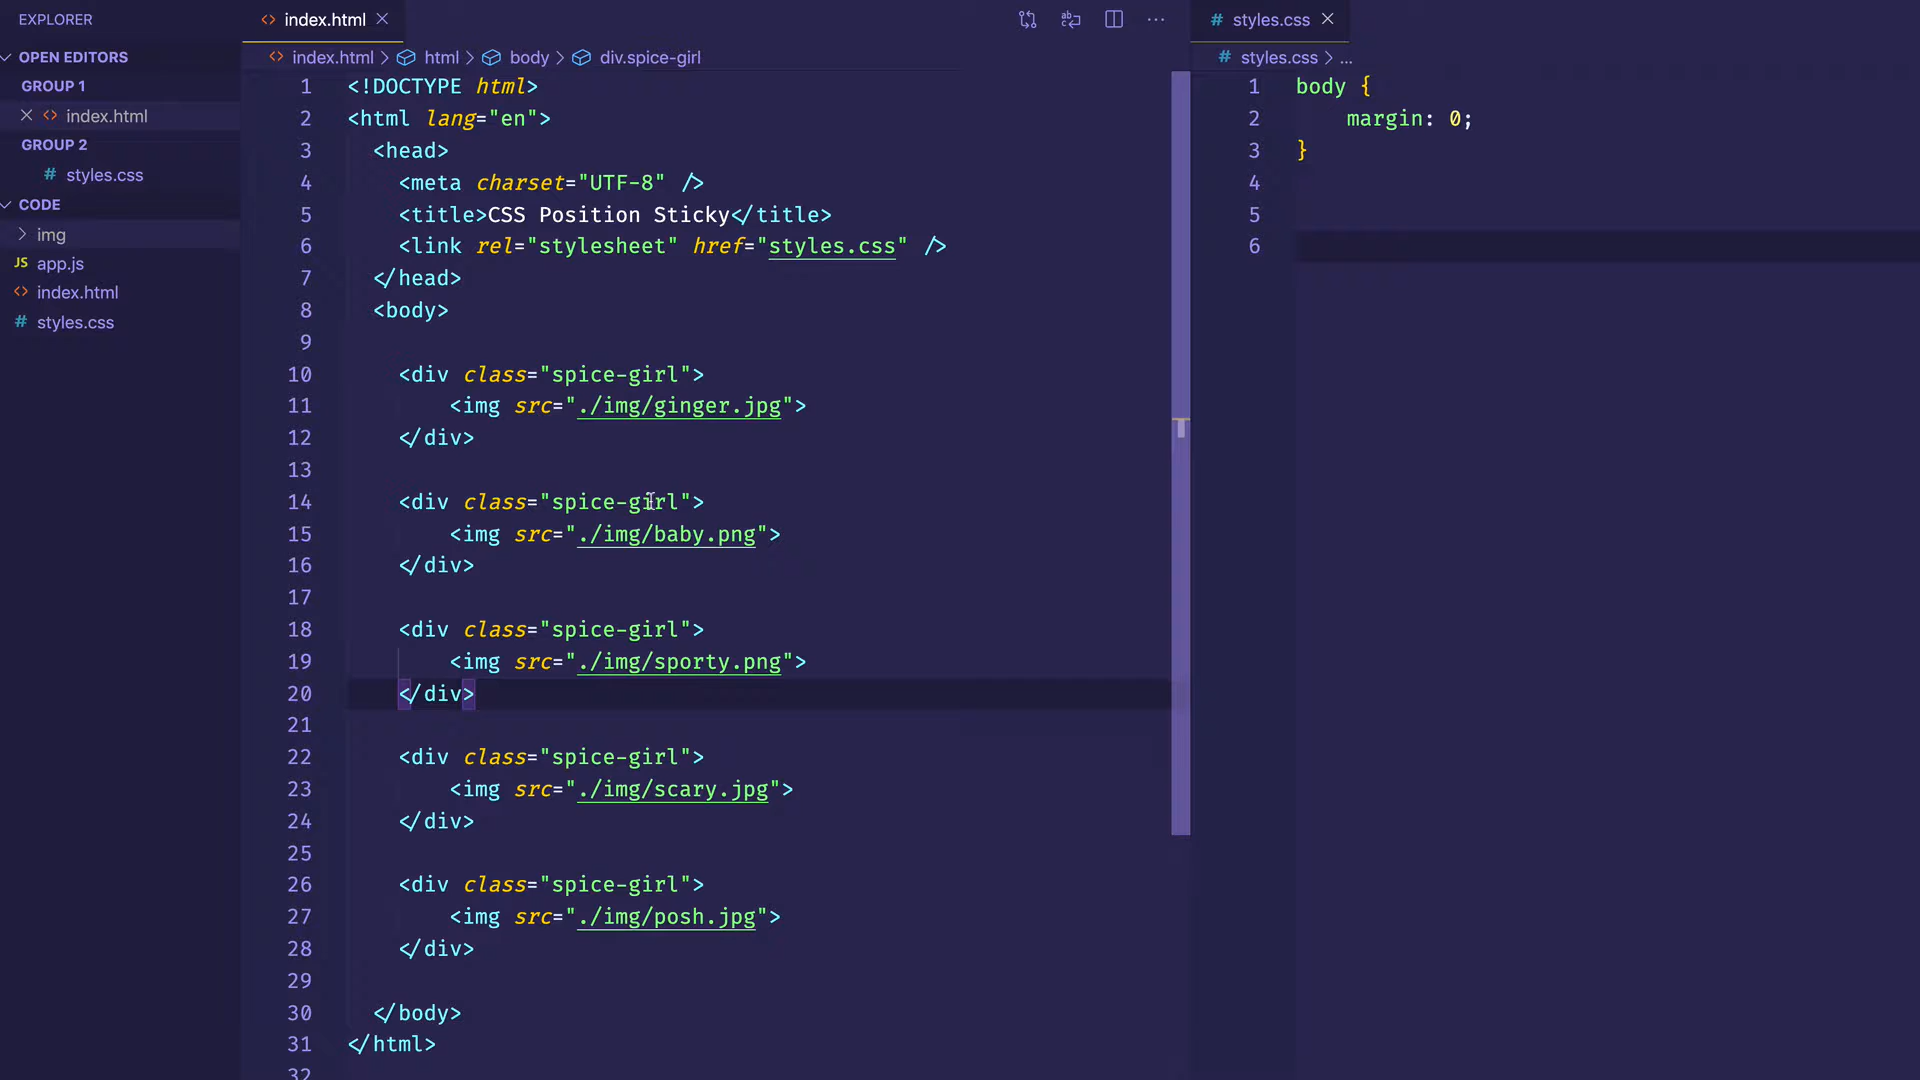 EXPLORER
OPEN EDITORS
GROUP 1
index.html
GROUP 2
# styles.css
CODE
img
JS app.js
<> index.html
# styles.css
<> index.html
<> index.html > html > body > div.spice-girl
1 <!DOCTYPE html>
2 <html lang="en">
3 <head>
4 <meta charset="UTF-8" />
5 <title>CSS Position Sticky</title>
6 <link rel="stylesheet" href="styles.css" />
7 </head>
8 <body>
9
10 <div class="spice-girl">
11 <img src="./img/ginger.jpg">
12 </div>
13
14 <div class="spice-girl">
15 <img src="./img/baby.png">
16 </div>
17
18 <div class="spice-girl">
19 <img src="./img/sporty.png">
20 </div>
21
22 <div class="spice-girl">
23 <img src="./img/scary.jpg">
24 </div>
25
26 <div class="spice-girl">
27 <img src="./img/posh.jpg">
28 </div>
29
30 </body>
31 </html>
32
# styles.css
# styles.css > ...
1 body {
2 margin: 0;
3 }
4
5
6